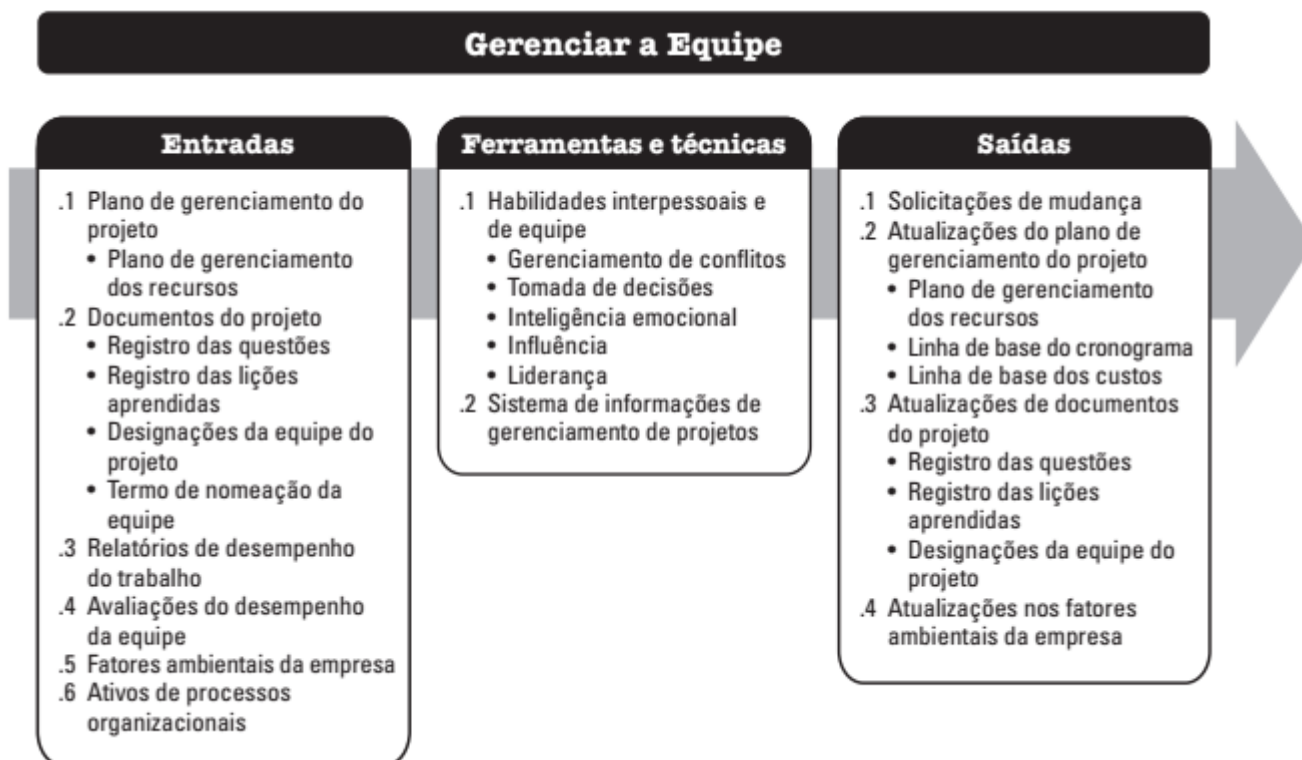 Gerenciar a Equipe
Entradas
.1 Plano de gerenciamento do
projeto
• Plano de gerenciamento
dos recursos
.2 Documentos do projeto
• Registro das questões
• Registro das lições
aprendidas
• Designações da equipe do
projeto
• Termo de nomeação da
equipe
.3 Relatórios de desempenho
do trabalho
.4 Avaliações do desempenho
da equipe
.5 Fatores ambientais da empresa
.6 Ativos de processos
organizacionais
Ferramentas e técnicas
.1 Habilidades interpessoais e
de equipe
• Gerenciamento de conflitos
• Tomada de decisões
• Inteligência emocional
• Influência
• Liderança
.2 Sistema de informações de
gerenciamento de projetos
Saídas
.1 Solicitações de mudança
.2 Atualizações do plano de
gerenciamento do projeto
• Plano de gerenciamento
dos recursos
• Linha de base do cronograma
• Linha de base dos custos
.3 Atualizações de documentos
do projeto
• Registro das questões
• Registro das lições
aprendidas
• Designações da equipe do
projeto
.4 Atualizações nos fatores
ambientais da empresa